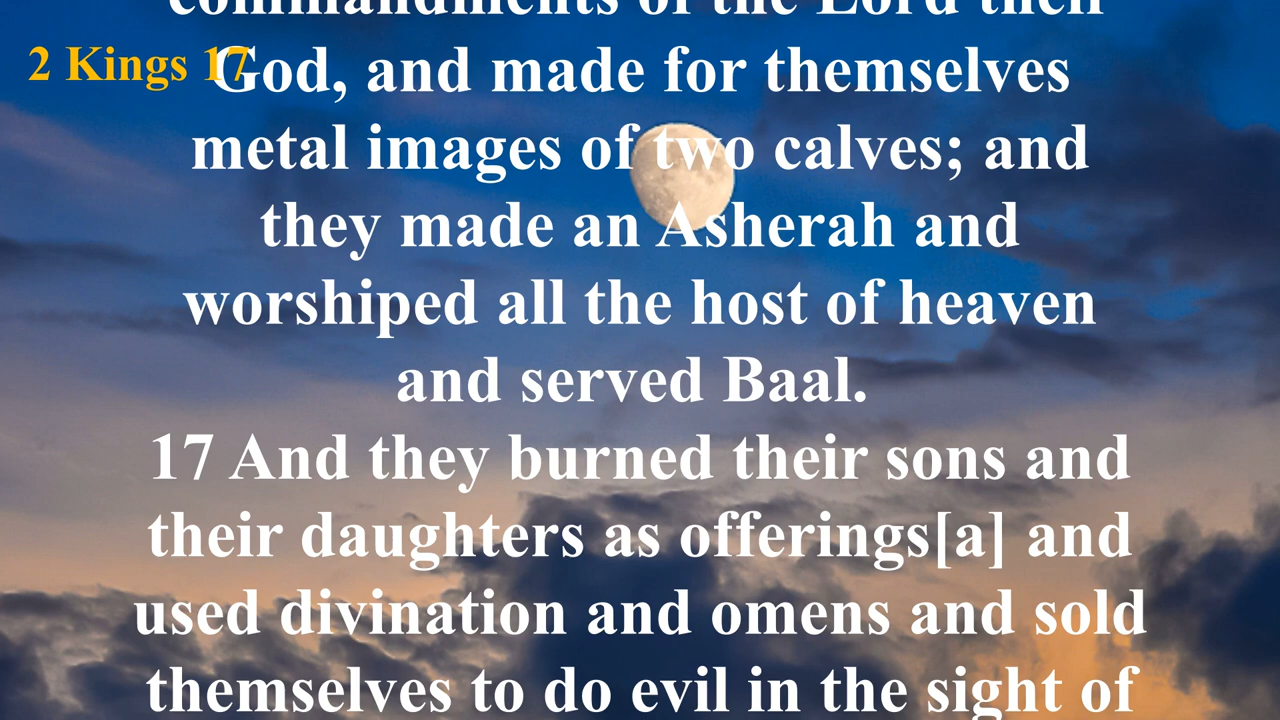 commandments of the Lord their
2 Kings 17
God, and made for themselves
metal images of two calves; and
they made an Asherah and
worshiped all the host of heaven
and served Baal.
17 And they burned their sons and
their daughters as offerings[a] and
used divination and omens and sold
themselves to do evil in the sight of